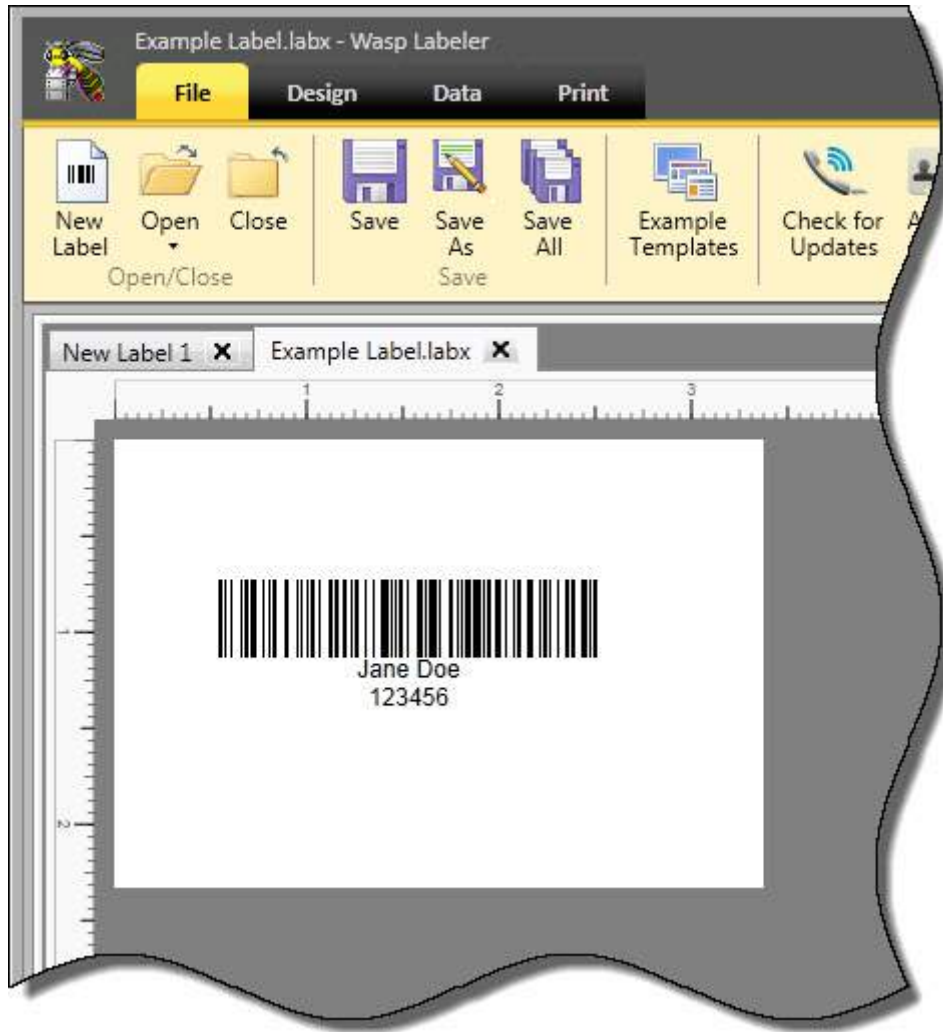 Example Label.labx - Wasp Labeler
File Design Data Print
New Label
Open
Close
Save
Save As
Save All
Example Templates
Check for Updates
Open/Close
Save
New Label 1
Example Label.labx
1 2 3
1
2
Jane Doe
123456